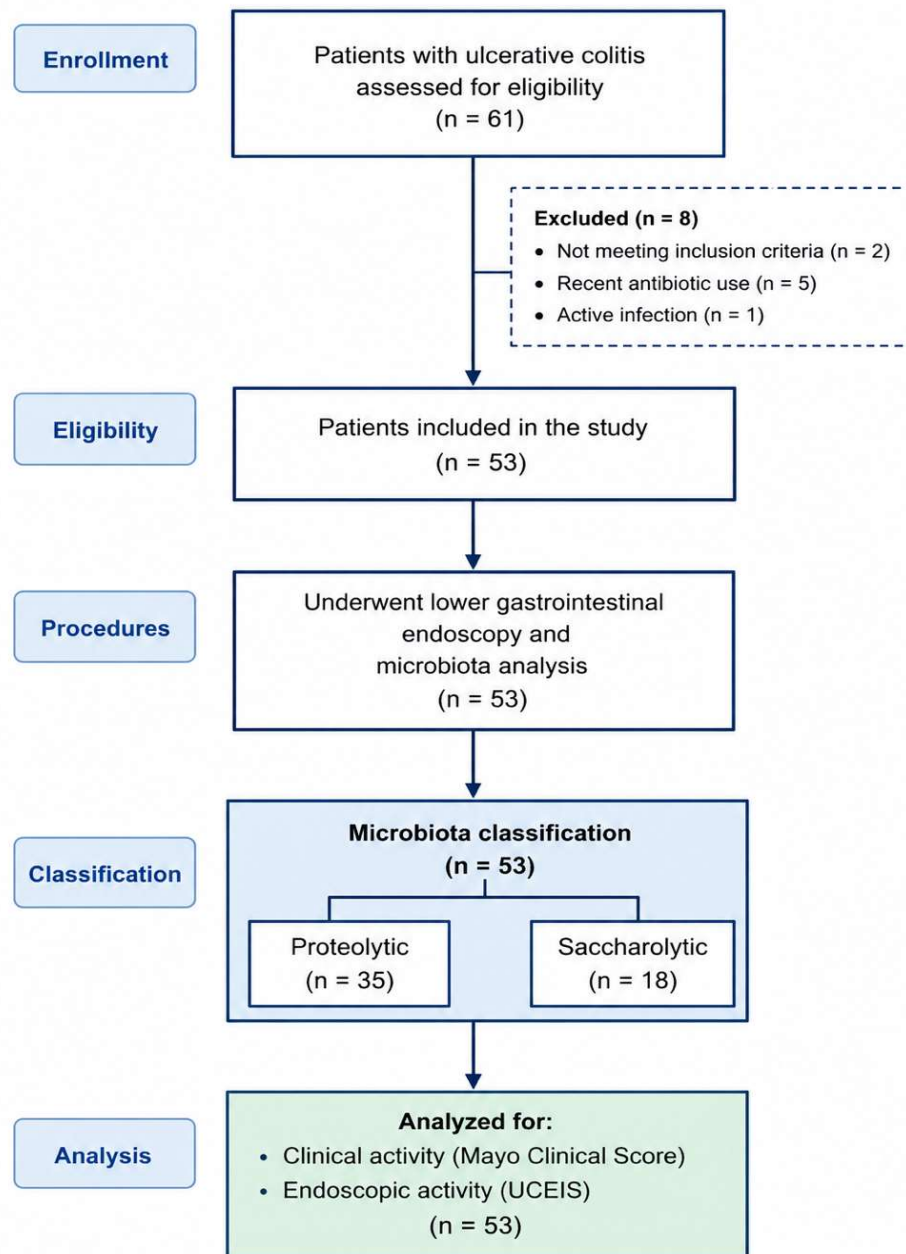 Enrollment
Patients with ulcerative colitis
assessed for eligibility
(n = 61)
Excluded (n = 8)
• Not meeting inclusion criteria (n = 2)
• Recent antibiotic use (n = 5)
• Active infection (n = 1)
Eligibility
Patients included in the study
(n = 53)
Procedures
Underwent lower gastrointestinal
endoscopy and
microbiota analysis
(n = 53)
Classification
Microbiota classification
(n = 53)
Proteolytic
(n = 35)
Saccharolytic
(n = 18)
Analysis
Analyzed for:
• Clinical activity (Mayo Clinical Score)
• Endoscopic activity (UCEIS)
(n = 53)